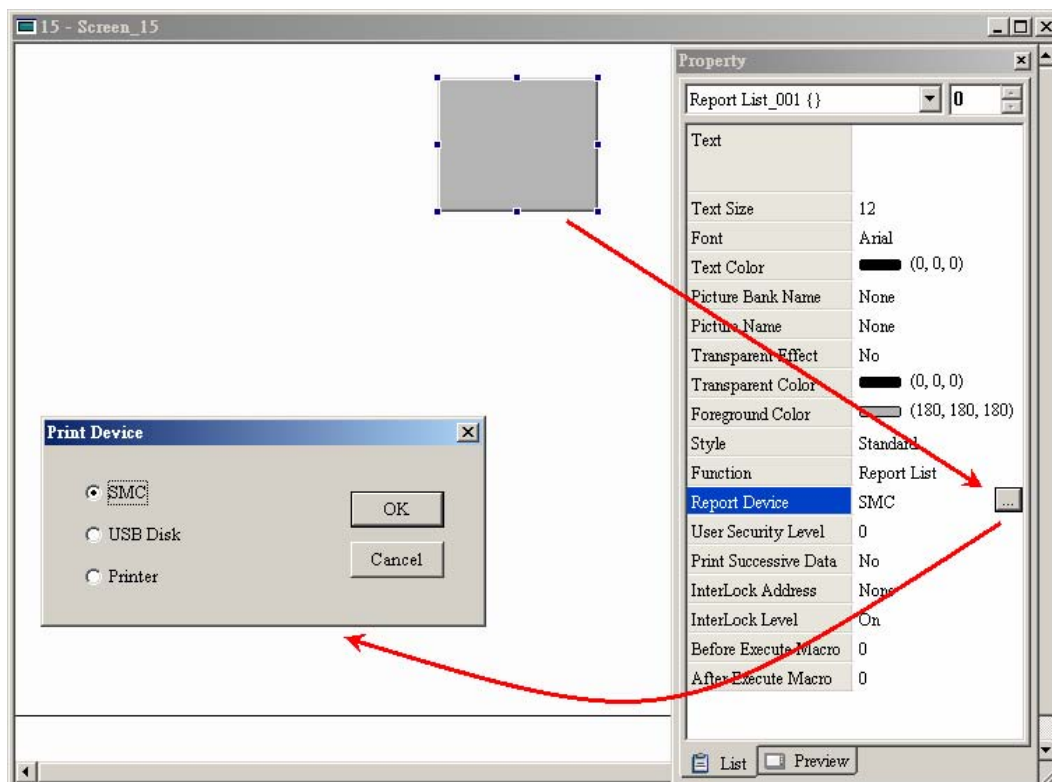 15 - Screen_15
Property
Report List_001 {}
0
Text
Text Size 12
Font Arial
Text Color (0, 0, 0)
Picture Bank Name None
Picture Name None
Transparent Effect No
Transparent Color (0, 0, 0)
Foreground Color (180, 180, 180)
Style Standard
Function Report List
Report Device SMC ...
User Security Level 0
Print Successive Data No
InterLock Address None
InterLock Level On
Before Execute Macro 0
After Execute Macro 0
List Preview
Print Device
SMC
USB Disk
Printer
OK
Cancel